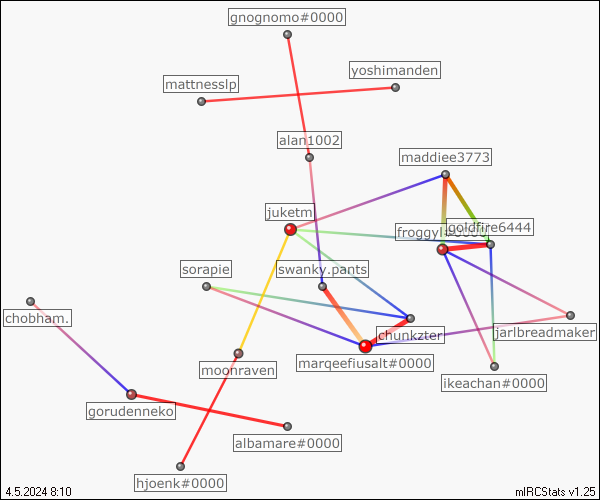 gnognomo#0000
yoshimanden
mattnesslp
alan1002
maddiee3773
juketm
goldfire6444
froggyl#0000
sorapie
swanky.pants
chobham.
chunkzter
jarlbreadmaker
marqeefiusalt#0000
moonraven
ikeachan#0000
gorudenneko
albamare#0000
hjoenk#0000
4.5.2024 8:10
mIRCStats v1.25